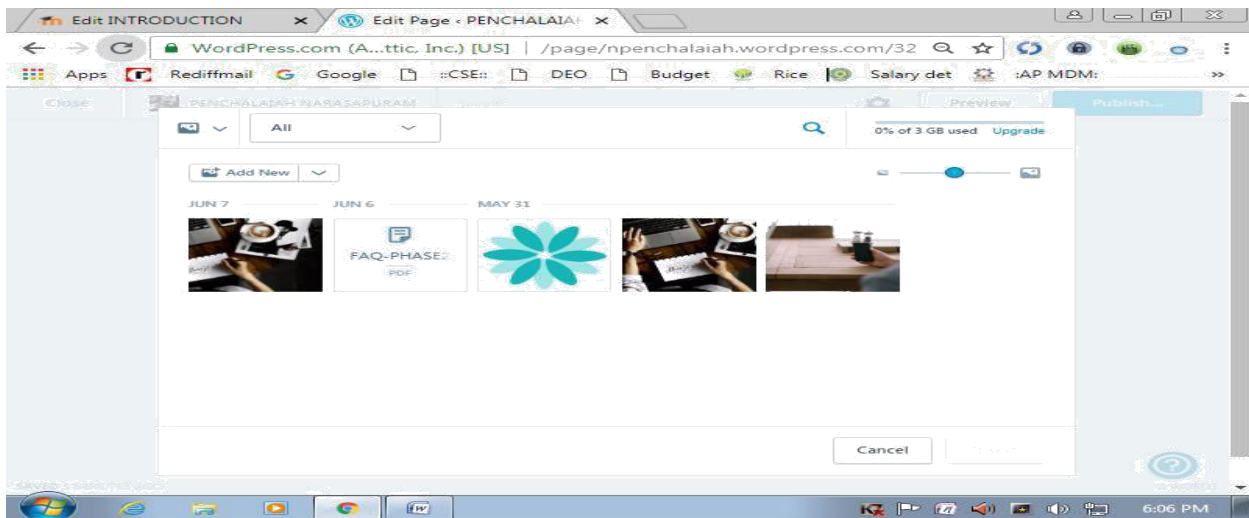 Edit INTRODUCTION
Edit Page ‹ PENCHALAIAH
WordPress.com (A...ttic, Inc.) [US] | /page/npenchalaiah.wordpress.com/32
Apps Rediffmail G Google ::CSE:: DEO Budget Rice Salary det :AP MDM: »
Close PENCHALAIAH NARASAPURAM Preview Publish...
All 0% of 3 GB used Upgrade
Add New
JUN 7 JUN 6 MAY 31
FAQ-PHASE2
PDF
Cancel
6:06 PM